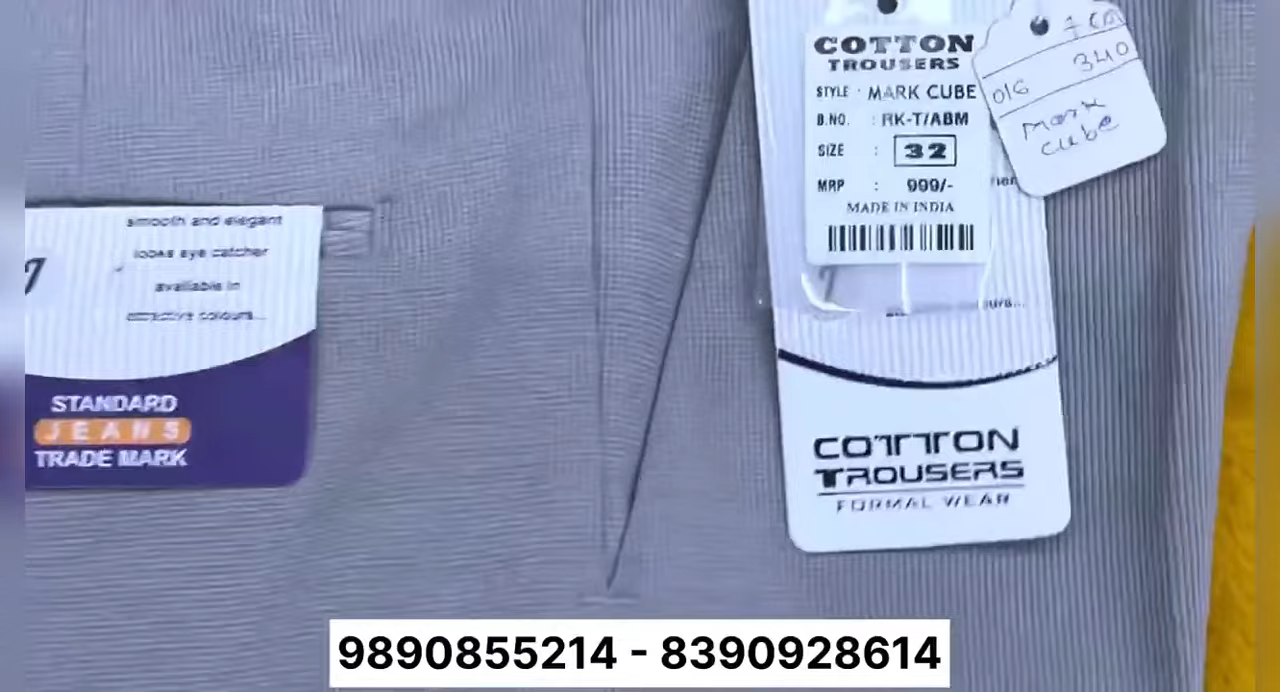 smooth and elegant
looks eye catcher
available in
attractive colours...
STANDARD
JEANS
TRADE MARK
COTTON
TROUSERS
STYLE : MARK CUBE
B.NO. : RK-T/ABM
SIZE : 32
MRP : 999/-
MADE IN INDIA
340
016
mark
cube
COTTON
TROUSERS
FORMAL WEAR
9890855214 - 8390928614